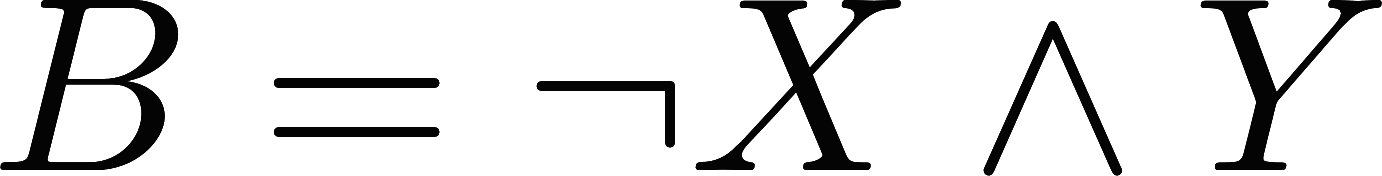 B = ¬X ∧ Y